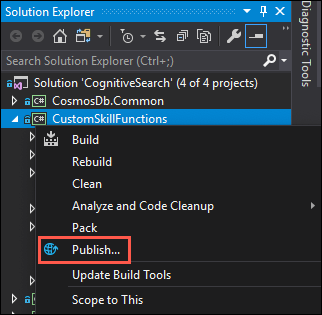 Solution Explorer
Search Solution Explorer (Ctrl+;)
Solution 'CognitiveSearch' (4 of 4 projects)
C# CosmosDb.Common
C# CustomSkillFunctions
Build
Rebuild
Clean
Analyze and Code Cleanup
Pack
Publish...
Update Build Tools
Scope to This
Diagnostic Tools